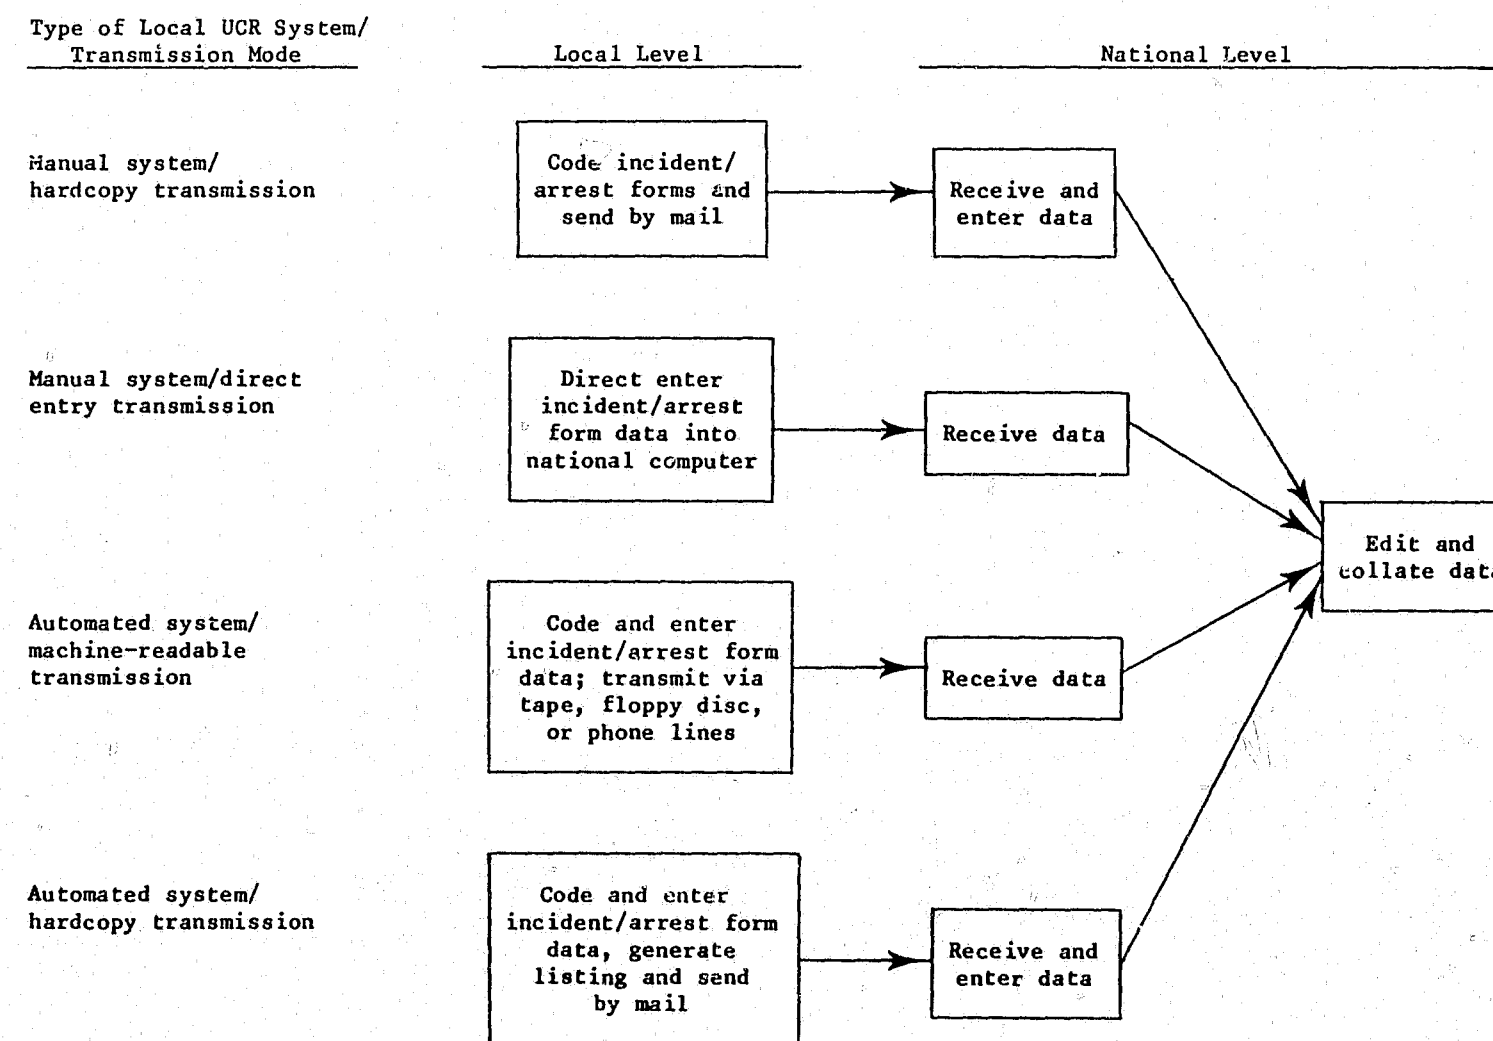 Type of Local UCR System/
Transmission Mode
Local Level
National Level
Manual system/
hardcopy transmission
Code incident/
arrest forms and
send by mail
Receive and
enter data
Manual system/direct
entry transmission
Direct enter
incident/arrest
form data into
national computer
Receive data
Edit and
collate data
Automated system/
machine-readable
transmission
Code and enter
incident/arrest form
data; transmit via
tape, floppy disc,
or phone lines
Receive data
Automated system/
hardcopy transmission
Code and enter
incident/arrest form
data, generate
listing and send
by mail
Receive and
enter data